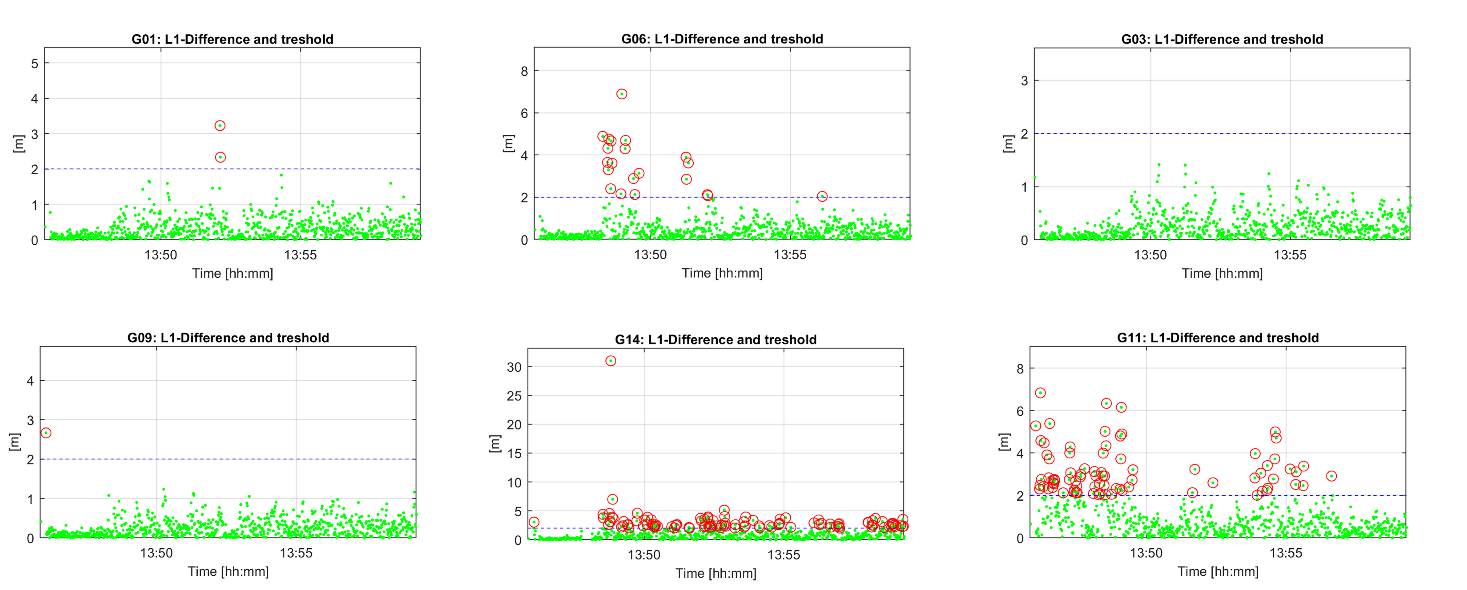 G01: L1-Difference and treshold
5
4
3
2
1
0
[m]
13:50
13:55
Time [hh:mm]
G06: L1-Difference and treshold
8
6
4
2
0
[m]
13:50
13:55
Time [hh:mm]
G03: L1-Difference and treshold
3
2
1
0
[m]
13:50
13:55
Time [hh:mm]
G09: L1-Difference and treshold
4
3
2
1
0
[m]
13:50
13:55
Time [hh:mm]
G14: L1-Difference and treshold
30
25
20
15
10
5
0
[m]
13:50
13:55
Time [hh:mm]
G11: L1-Difference and treshold
8
6
4
2
0
[m]
13:50
13:55
Time [hh:mm]